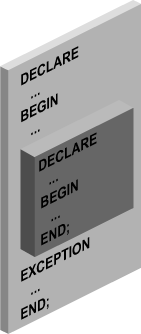 DECLARE
...
BEGIN
...
DECLARE
...
BEGIN
...
END;
EXCEPTION
...
END;